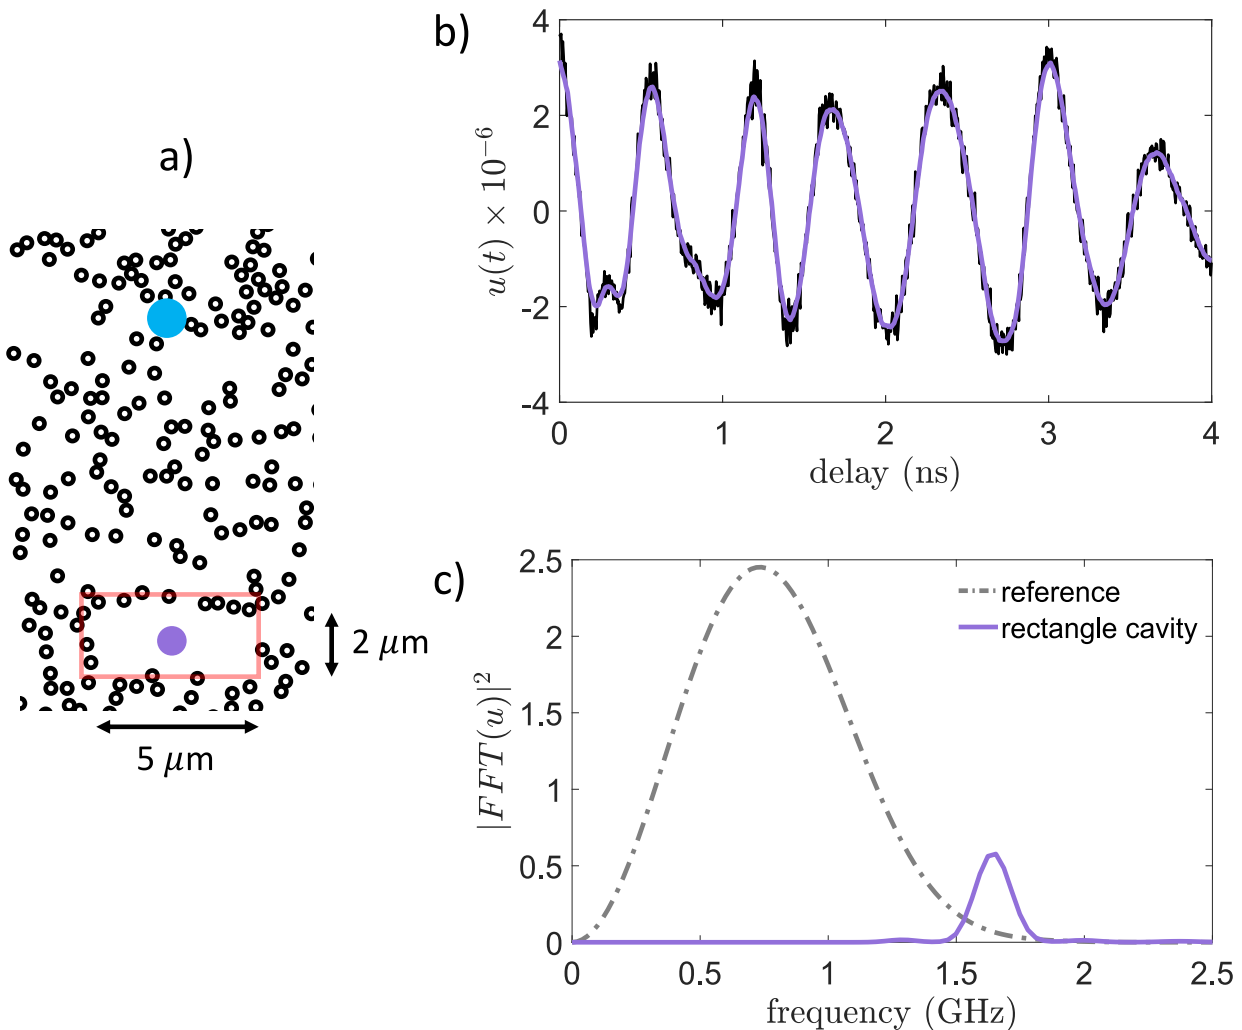 a)
2 μm
5 μm
b)
u(t) × 10⁻⁶
4
2
0
-2
-4
0 1 2 3 4
delay (ns)
c)
|FFT(u)|²
2.5
2
1.5
1
0.5
0
reference
rectangle cavity
0 0.5 1 1.5 2 2.5
frequency (GHz)